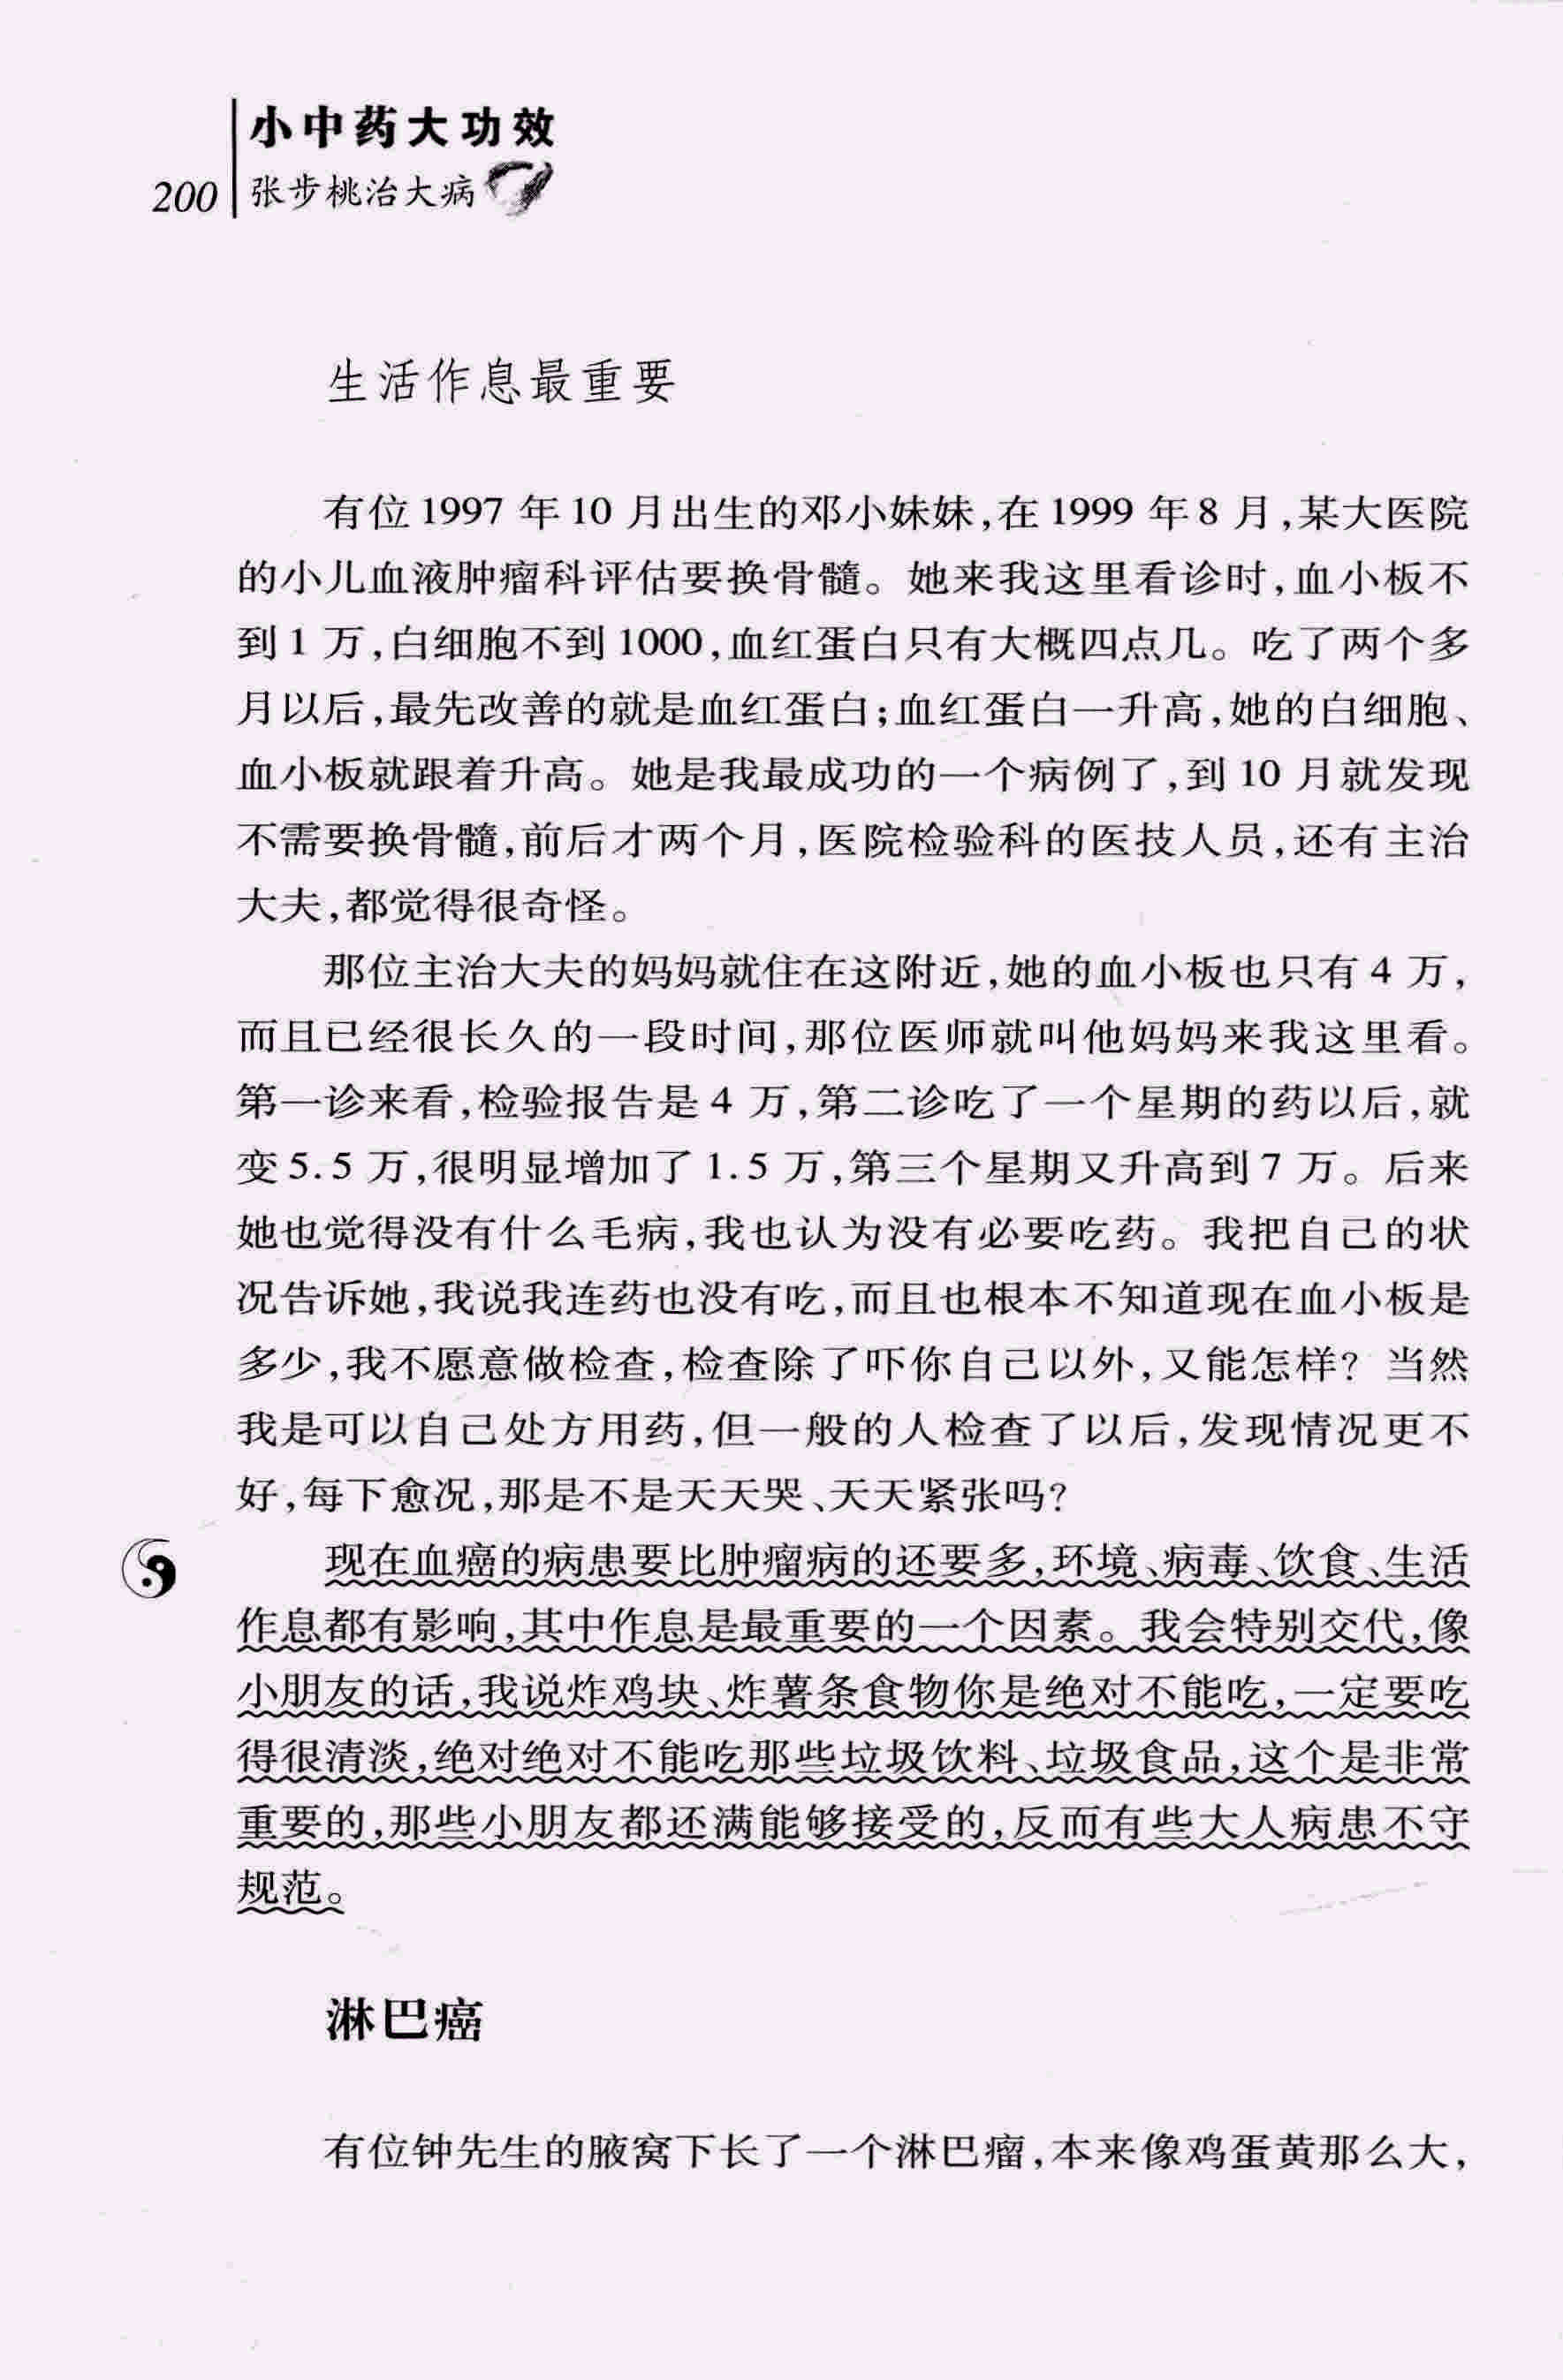 小中药大功效
200 张步桃治大病
生活作息最重要
有位1997年10月出生的邓小妹妹,在1999年8月,某大医院
的小儿血液肿瘤科评估要换骨髓。她来我这里看诊时,血小板不
到1万,白细胞不到1000,血红蛋白只有大概四点几。吃了两个多
月以后,最先改善的就是血红蛋白;血红蛋白一升高,她的白细胞、
血小板就跟着升高。她是我最成功的一个病例了,到10月就发现
不需要换骨髓,前后才两个月,医院检验科的医技人员,还有主治
大夫,都觉得很奇怪。
那位主治大夫的妈妈就住在这附近,她的血小板也只有4万,
而且已经很长久的一段时间,那位医师就叫他妈妈来我这里看。
第一诊来看,检验报告是4万,第二诊吃了一个星期的药以后,就
变5.5万,很明显增加了1.5万,第三个星期又升高到7万。后来
她也觉得没有什么毛病,我也认为没有必要吃药。我把自己的状
况告诉她,我说我连药也没有吃,而且也根本不知道现在血小板是
多少,我不愿意做检查,检查除了吓你自己以外,又能怎样?当然
我是可以自己处方用药,但一般的人检查了以后,发现情况更不
好,每下愈况,那是不是天天哭、天天紧张吗?
现在血癌的病患要比肿瘤病的还要多,环境、病毒、饮食、生活
作息都有影响,其中作息是最重要的一个因素。我会特别交代,像
小朋友的话,我说炸鸡块、炸薯条食物你是绝对不能吃,一定要吃
得很清淡,绝对绝对不能吃那些垃圾饮料、垃圾食品,这个是非常
重要的,那些小朋友都还满能够接受的,反而有些大人病患不守
规范。
淋巴癌
有位钟先生的腋窝下长了一个淋巴瘤,本来像鸡蛋黄那么大,